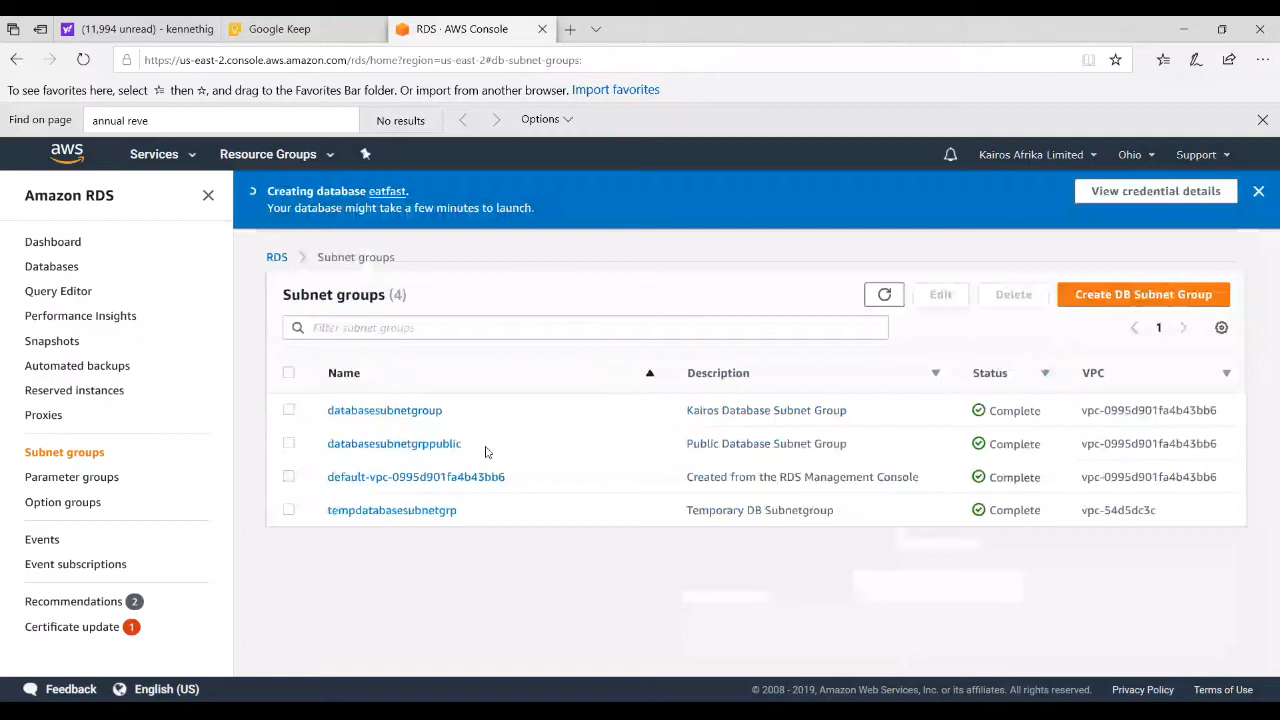 (11,994 unread) - kennethig
Google Keep
RDS · AWS Console
https://us-east-2.console.aws.amazon.com/rds/home?region=us-east-2#db-subnet-groups:
To see favorites here, select then, and drag to the Favorites Bar folder. Or import from another browser. Import favorites
Find on page
annual reve
No results
Options
aws
Services
Resource Groups
Kairos Afrika Limited
Ohio
Support
Amazon RDS
Creating database eatfast.
Your database might take a few minutes to launch.
View credential details
Dashboard
Databases
Query Editor
Performance Insights
Snapshots
Automated backups
Reserved instances
Proxies
Subnet groups
Parameter groups
Option groups
Events
Event subscriptions
Recommendations 2
Certificate update 1
RDS
Subnet groups
Subnet groups (4)
Edit
Delete
Create DB Subnet Group
Filter subnet groups
1
Name Description Status VPC
databasesubnetgroup Kairos Database Subnet Group Complete vpc-0995d901fa4b43bb6
databasesubnetgrppublic Public Database Subnet Group Complete vpc-0995d901fa4b43bb6
default-vpc-0995d901fa4b43bb6 Created from the RDS Management Console Complete vpc-0995d901fa4b43bb6
tempdatabasesubnetgrp Temporary DB Subnetgroup Complete vpc-54d5dc3c
Feedback
English (US)
© 2008 - 2019, Amazon Web Services, Inc. or its affiliates. All rights reserved.
Privacy Policy
Terms of Use